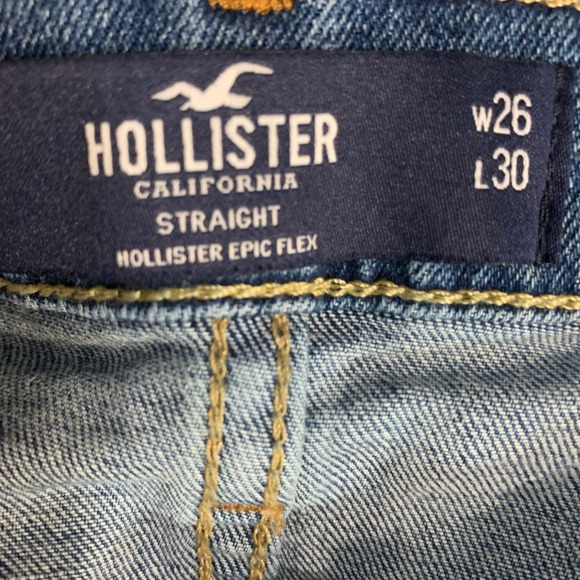 HOLLISTER
CALIFORNIA
STRAIGHT
HOLLISTER EPIC FLEX
W26
L30